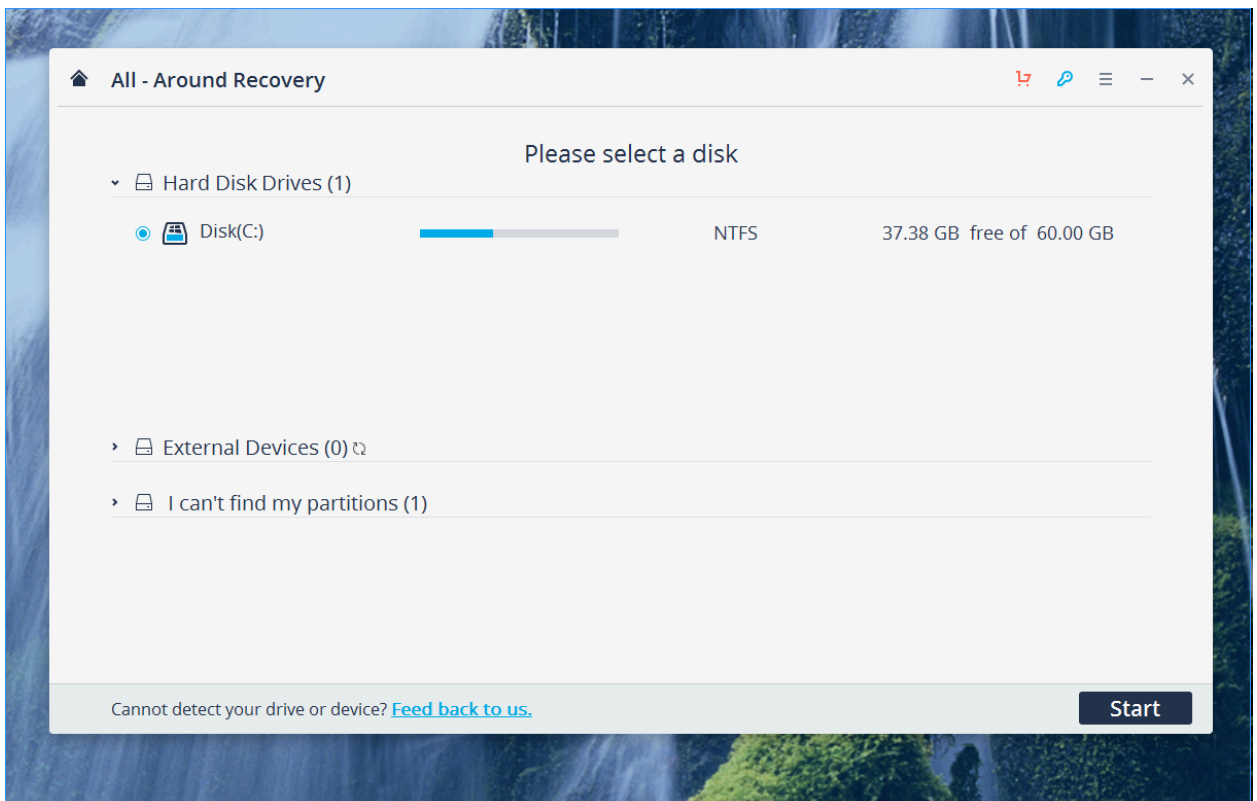 All - Around Recovery
Please select a disk
Hard Disk Drives (1)
Disk(C:) NTFS 37.38 GB free of 60.00 GB
External Devices (0)
I can't find my partitions (1)
Cannot detect your drive or device? Feed back to us. Start